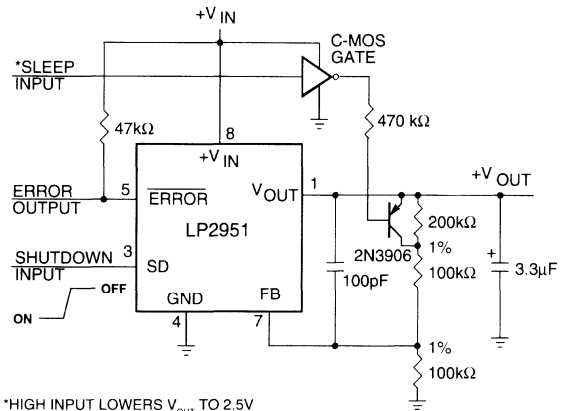 +V IN
C-MOS
GATE
*SLEEP
INPUT
47kΩ
470 kΩ
8
+V IN
ERROR
OUTPUT
5
ERROR
V OUT
1
+V OUT
LP2951
200kΩ
2N3906
1%
SHUTDOWN
INPUT
3
SD
100pF
100kΩ
+
3.3µF
OFF
ON
GND
FB
4
7
1%
100kΩ
*HIGH INPUT LOWERS V OUT TO 2.5V